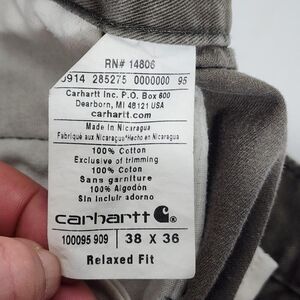 RN# 14806
0914 285275 0000000 95
Carhartt Inc. P.O. Box 600
Dearborn, MI 48121 USA
carhartt.com
Made in Nicaragua
Fabriqué aux Nicaragua*Hecho en Nicaragua
100% Cotton
Exclusive of trimming
100% Coton
Sans garniture
100% Algodón
Sin incluir adorno
carhartt
100095 909
38 X 36
Relaxed Fit